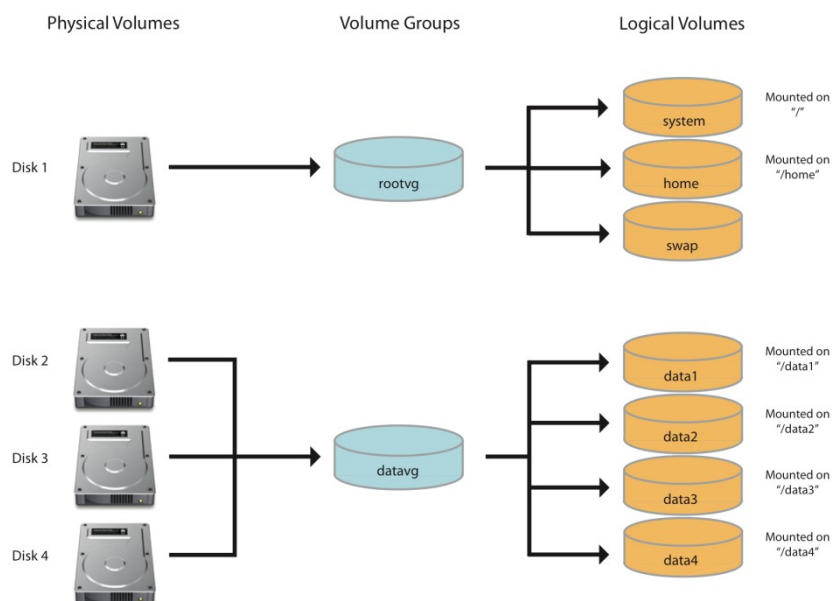 Physical Volumes
Volume Groups
Logical Volumes
Disk 1
rootvg
system
Mounted on
“/”
home
Mounted on
“/home”
swap
Disk 2
Disk 3
Disk 4
datavg
data1
Mounted on
“/data1”
data2
Mounted on
“/data2”
data3
Mounted on
“/data3”
data4
Mounted on
“/data4”